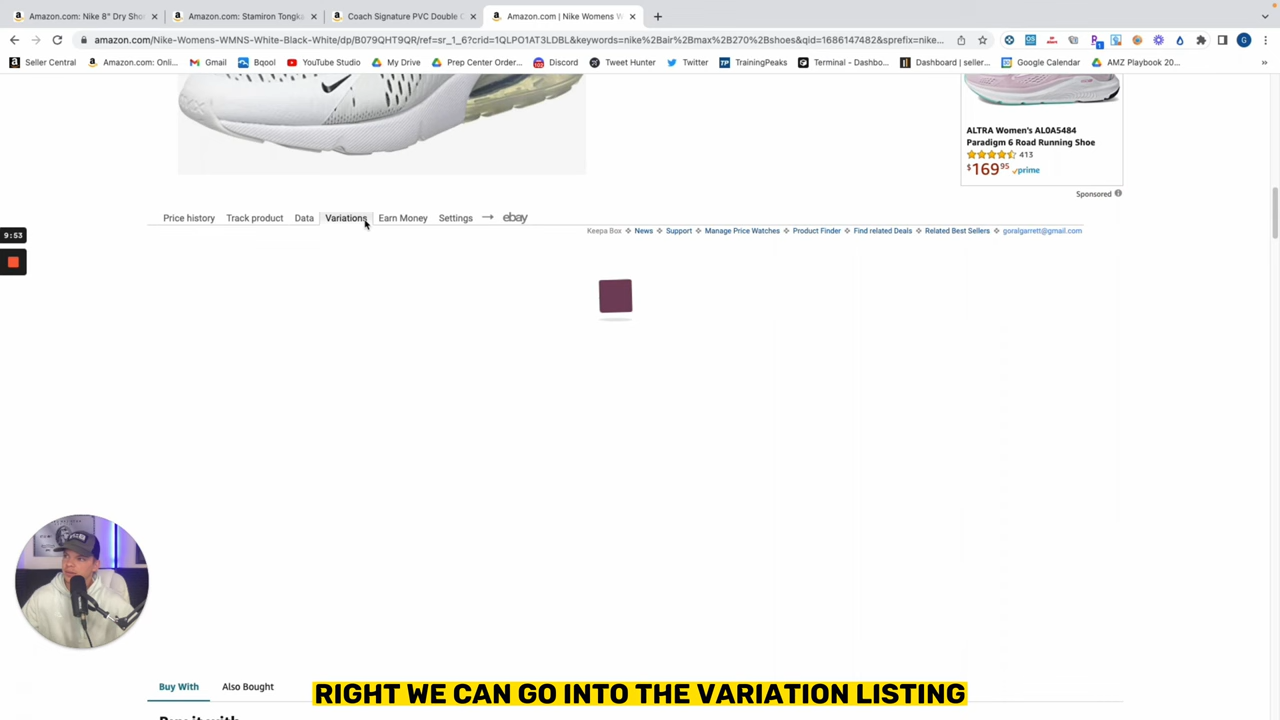 Amazon.com: Nike 8" Dry Shor
Amazon.com: Stamiron Tongka
Coach Signature PVC Double
Amazon.com | Nike Womens W
amazon.com/Nike-Womens-WMNS-White-Black-White/dp/B079QHT9QR/ref=sr_1_6?crid=1QLPO1AT3LDBL&keywords=nike%2Bair%2Bmax%2B270%2Bshoes&qid=1686147482&sprefix=nike...
G
Seller Central
Amazon.com: Onli...
Gmail
Bqool
YouTube Studio
My Drive
Prep Center Order...
Discord
Tweet Hunter
Twitter
TrainingPeaks
Terminal - Dashbo...
Dashboard | seller...
Google Calendar
AMZ Playbook 20...
ALTRA Women's AL0A5484
Paradigm 6 Road Running Shoe
413
$169 95 prime
Sponsored
Price history Track product Data Variations Earn Money Settings ebay
Keepa Box News Support Manage Price Watches Product Finder Find related Deals Related Best Sellers goralgarrett@gmail.com
9:53
Buy With Also Bought
RIGHT WE CAN GO INTO THE VARIATION LISTING